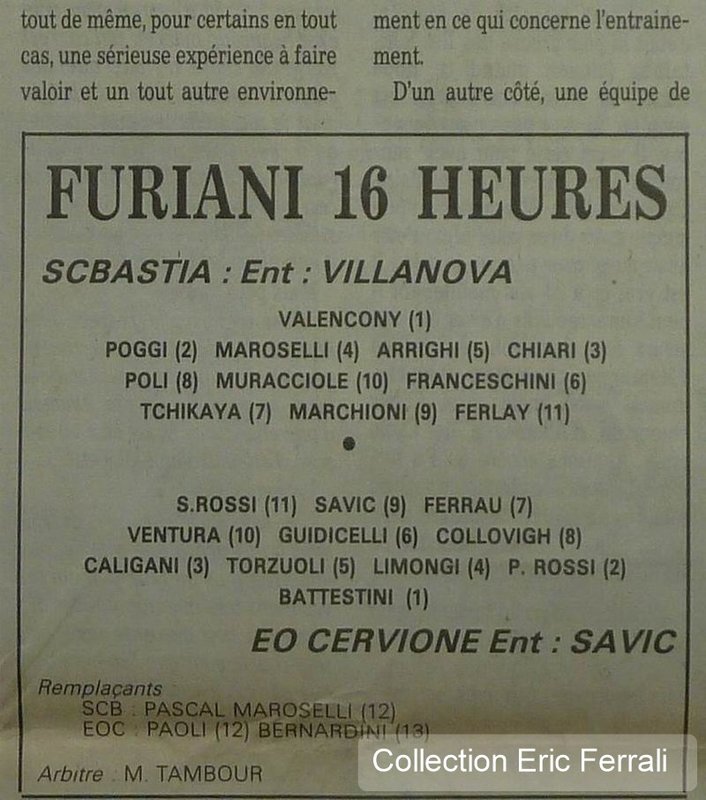 tout de même, pour certains en tout
cas, une sérieuse expérience à faire
valoir et un tout autre environne-
ment en ce qui concerne l'entraine-
ment.
D'un autre côté, une équipe de
FURIANI 16 HEURES
SCBASTIA : Ent : VILLANOVA
VALENCONY (1)
POGGI (2) MAROSELLI (4) ARRIGHI (5) CHIARI (3)
POLI (8) MURACCIOLE (10) FRANCESCHINI (6)
TCHIKAYA (7) MARCHIONI (9) FERLAY (11)
●
S.ROSSI (11) SAVIC (9) FERRAU (7)
VENTURA (10) GUIDICELLI (6) COLLOVIGH (8)
CALIGANI (3) TORZUOLI (5) LIMONGI (4) P. ROSSI (2)
BATTESTINI (1)
EO CERVIONE Ent : SAVIC
Remplaçants
SCB : PASCAL MAROSELLI (12)
EOC : PAOLI (12) BERNARDINI (13)
Arbitre : M. TAMBOUR
Collection Eric Ferrali